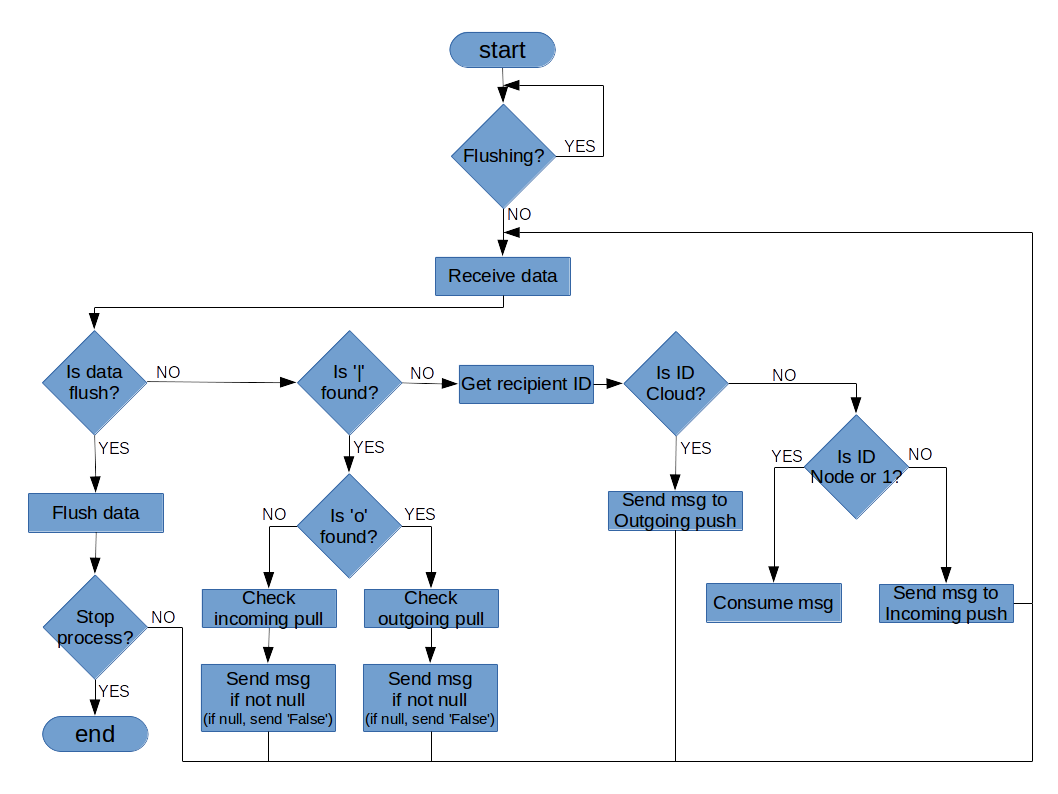 start
Flushing?
YES
NO
Receive data
Is data
flush?
NO
Is '|'
found?
NO
Get recipient ID
Is ID
Cloud?
NO
YES
YES
YES
Is ID
Node or 1?
YES
NO
Flush data
NO
Is 'o'
found?
YES
Send msg to
Outgoing push
Stop
process?
NO
YES
Check
incoming pull
Check
outgoing pull
Consume msg
Send msg to
Incoming push
Send msg
if not null
(if null, send 'False')
Send msg
if not null
(if null, send 'False')
end